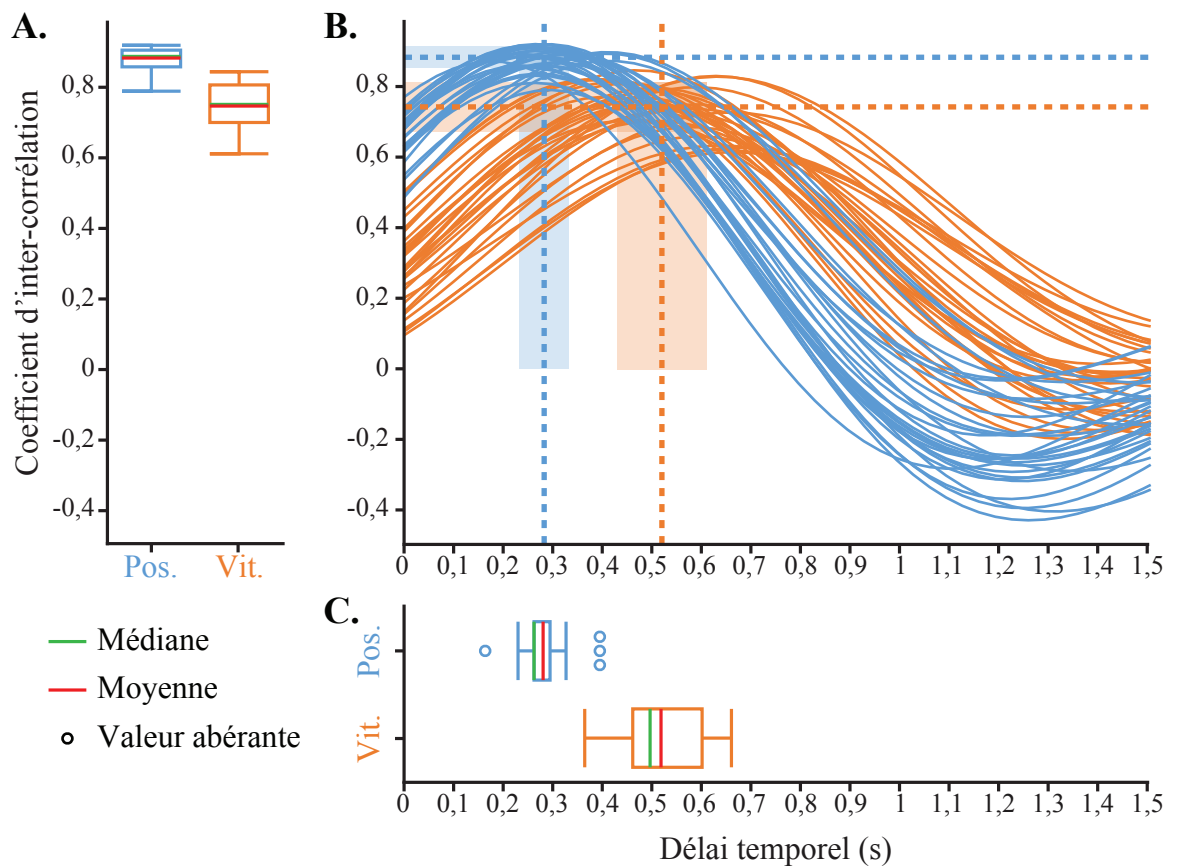 A.
B.
Coefficient d'inter-corrélation
0,8
0,6
0,4
0,2
0
-0,2
-0,4
Pos.
Vit.
0,8
0,6
0,4
0,2
0
-0,2
-0,4
0 0,1 0,2 0,3 0,4 0,5 0,6 0,7 0,8 0,9 1 1,1 1,2 1,3 1,4 1,5
Médiane
Moyenne
Valeur abérante
C.
Pos.
Vit.
0 0,1 0,2 0,3 0,4 0,5 0,6 0,7 0,8 0,9 1 1,1 1,2 1,3 1,4 1,5
Délai temporel (s)